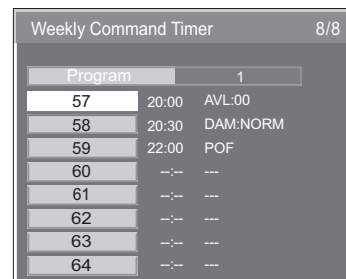 Weekly Command Timer 8/8
Program 1
57 20:00 AVL:00
58 20:30 DAM:NORM
59 22:00 POF
60 --:-- ---
61 --:-- ---
62 --:-- ---
63 --:-- ---
64 --:-- ---